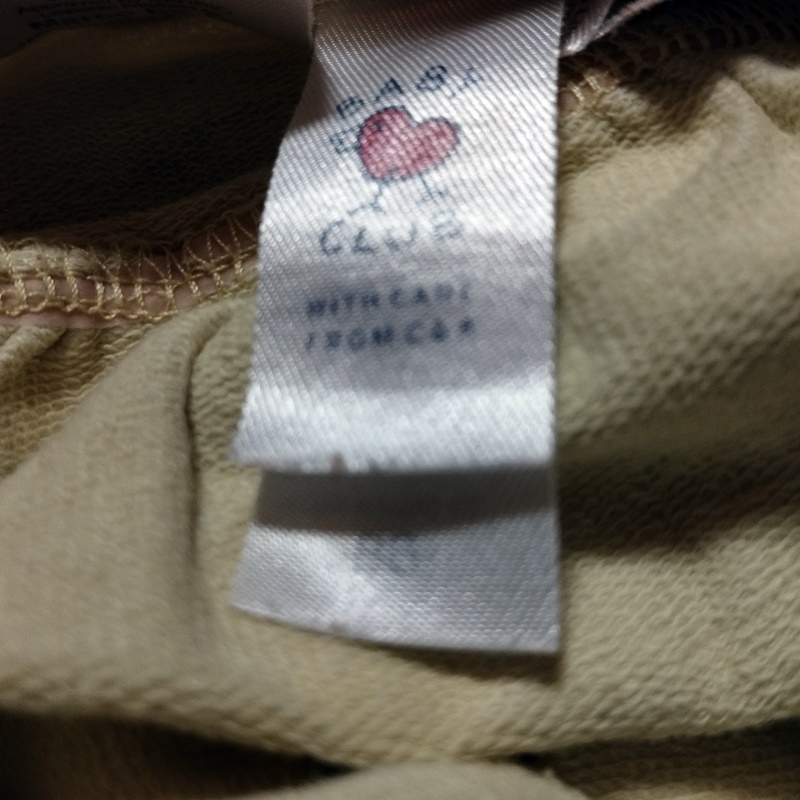 BABY
CLUB
WITH CARE
FROM C&A